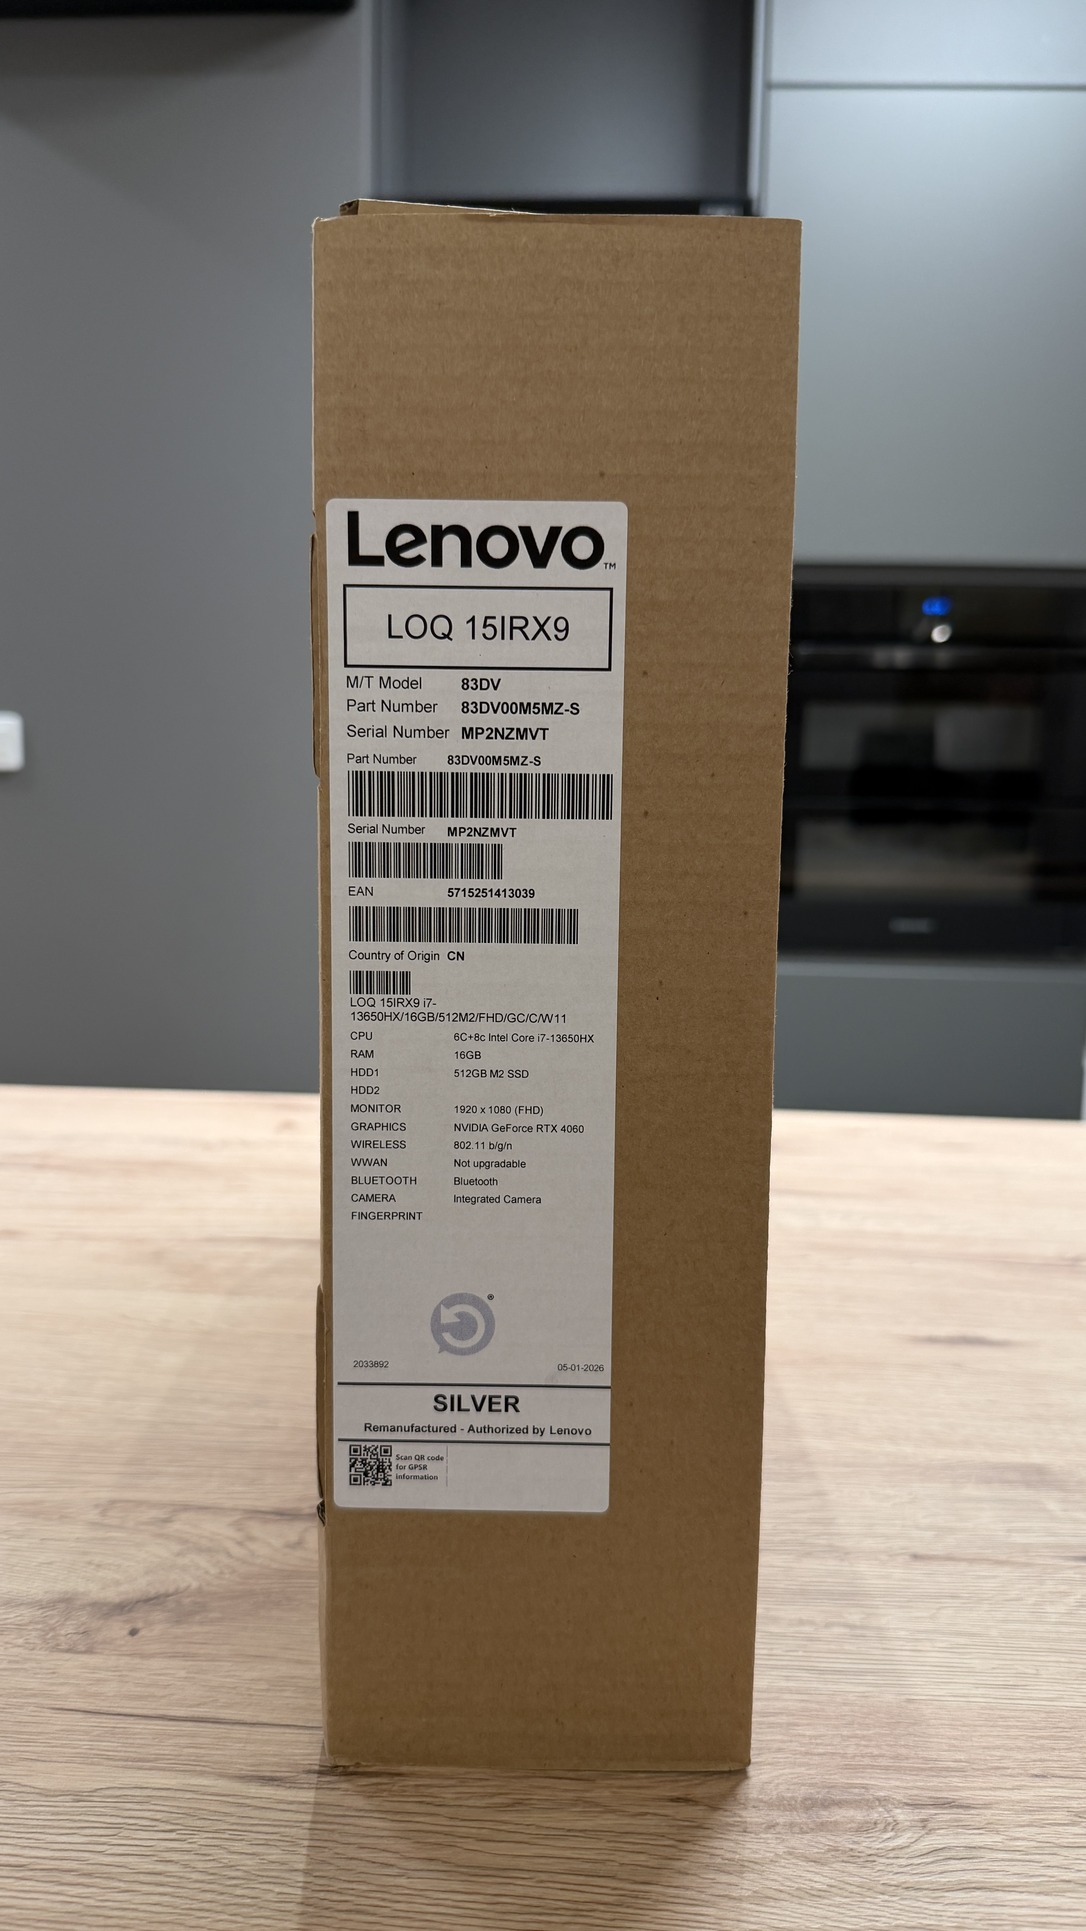 Lenovo™
LOQ 15IRX9
M/T Model 83DV
Part Number 83DV00M5MZ-S
Serial Number MP2NZMVT
Part Number 83DV00M5MZ-S
Serial Number MP2NZMVT
EAN 5715251413039
Country of Origin CN
LOQ 15IRX9 i7-
13650HX/16GB/512M2/FHD/GC/C/W11
CPU 6C+8c Intel Core i7-13650HX
RAM 16GB
HDD1 512GB M2 SSD
HDD2
MONITOR 1920 x 1080 (FHD)
GRAPHICS NVIDIA GeForce RTX 4060
WIRELESS 802.11 b/g/n
WWAN Not upgradable
BLUETOOTH Bluetooth
CAMERA Integrated Camera
FINGERPRINT
®
2033892 05-01-2026
SILVER
Remanufactured - Authorized by Lenovo
Scan QR code
for GPSR
information